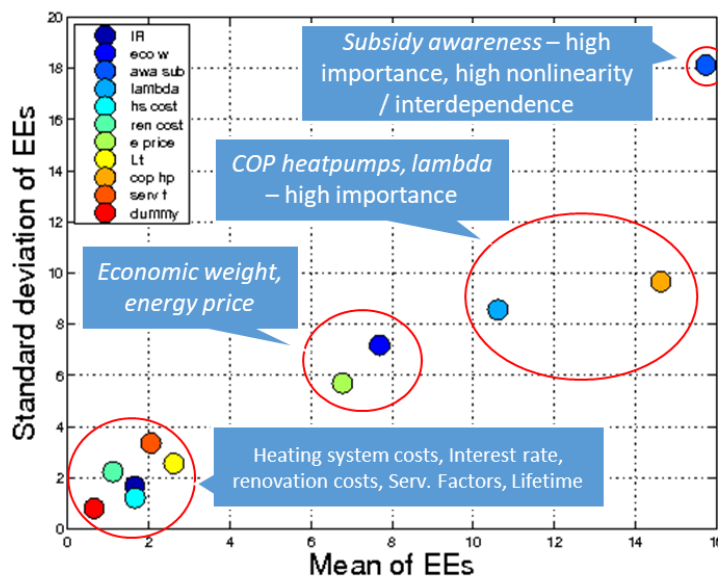 Standard deviation of EEs
20
18
16
14
12
10
8
6
4
2
0
IR
eco w
awa sub
lambda
hs cost
ren cost
e price
Lt
cop hp
serv t
dummy
Subsidy awareness – high
importance, high nonlinearity
/ interdependence
COP heatpumps, lambda
– high importance
Economic weight,
energy price
Heating system costs, Interest rate,
renovation costs, Serv. Factors, Lifetime
0 2 4 6 8 10 12 14 16
Mean of EEs